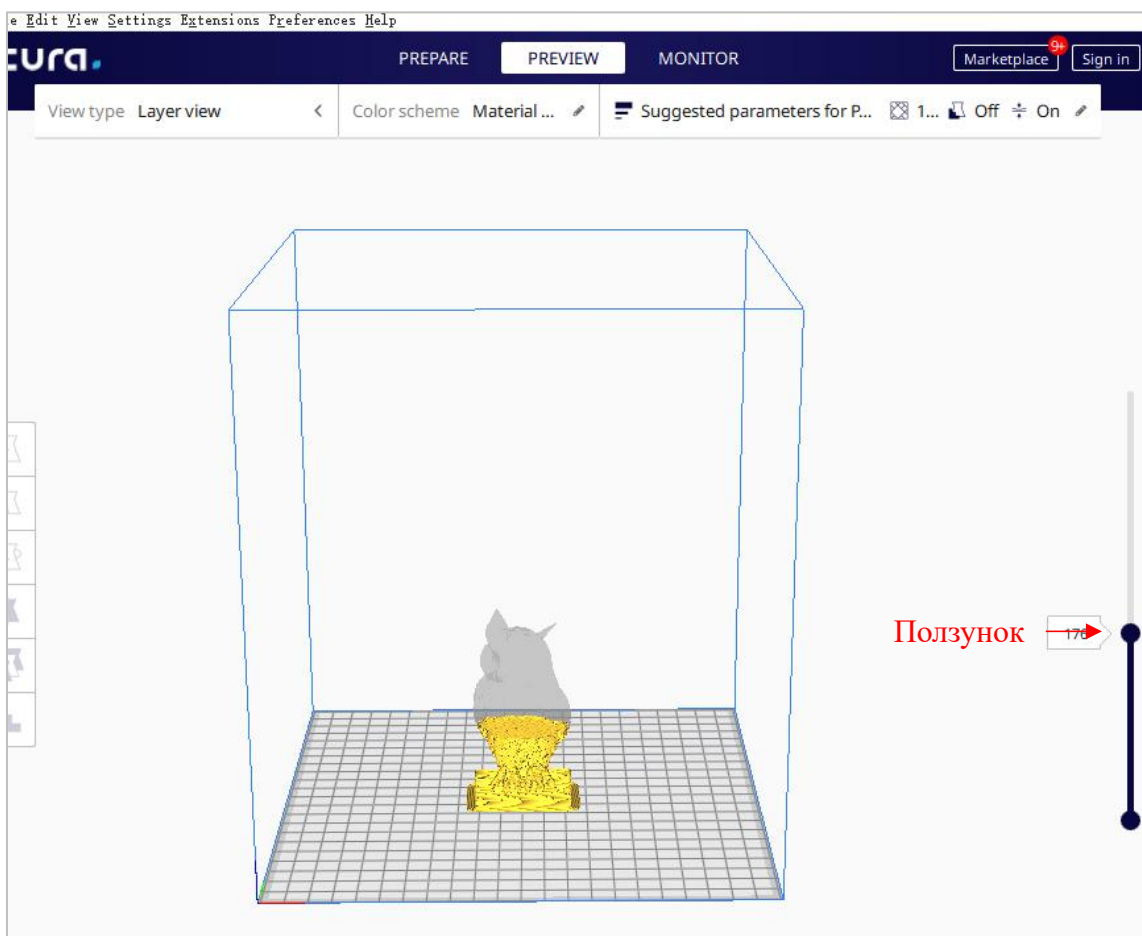 e Edit View Settings Extensions Preferences Help
cura.
PREPARE PREVIEW MONITOR
Marketplace 9+ Sign in
View type Layer view Color scheme Material ... Suggested parameters for P... 1... Off On
Ползунок 176